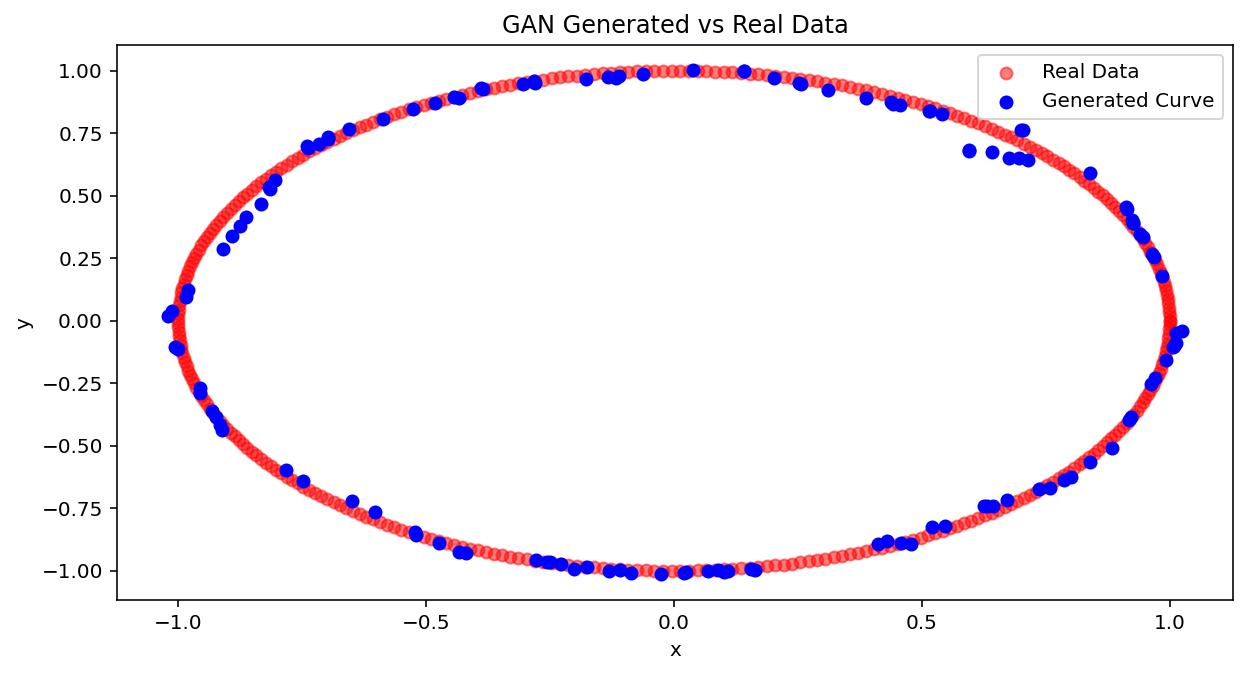 GAN Generated vs Real Data
Real Data
Generated Curve
1.00
0.75
0.50
0.25
0.00
−0.25
−0.50
−0.75
−1.00
y
−1.0 −0.5 0.0 0.5 1.0
x